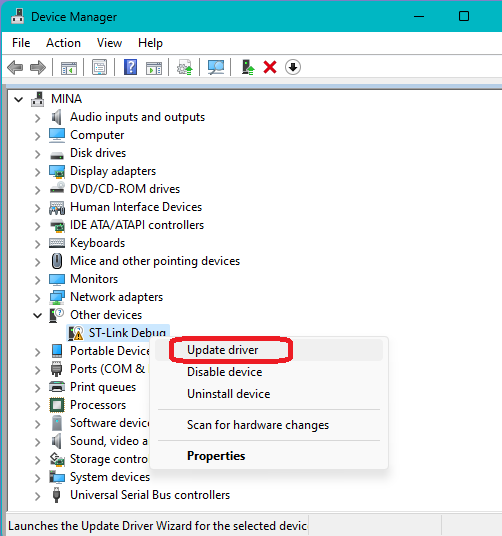 Device Manager
File Action View Help
MINA
Audio inputs and outputs
Computer
Disk drives
Display adapters
DVD/CD-ROM drives
Human Interface Devices
IDE ATA/ATAPI controllers
Keyboards
Mice and other pointing devices
Monitors
Network adapters
Other devices
ST-Link Debug
Portable Device
Ports (COM &
Print queues
Processors
Software device
Sound, video a
Storage contro
System devices
Universal Serial Bus controllers
Update driver
Disable device
Uninstall device
Scan for hardware changes
Properties
Launches the Update Driver Wizard for the selected devic